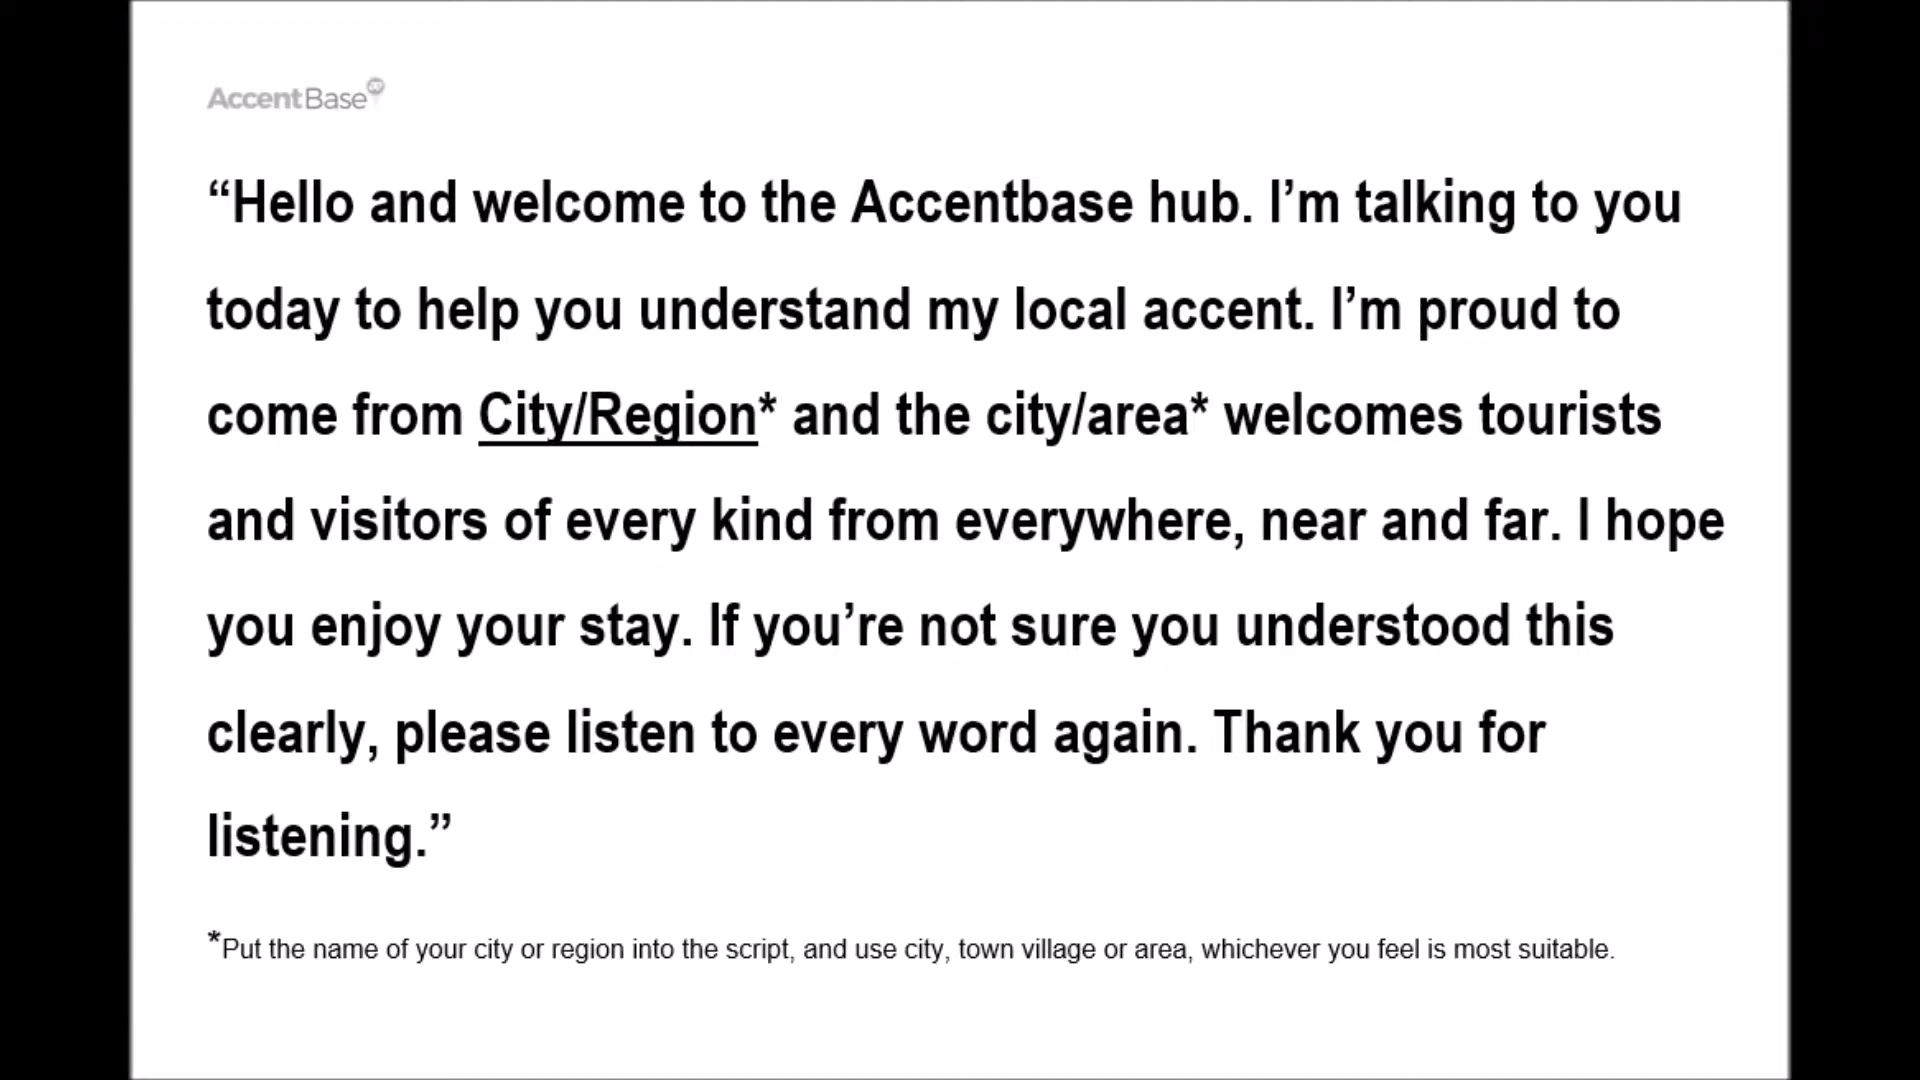 AccentBase
“Hello and welcome to the Accentbase hub. I’m talking to you
today to help you understand my local accent. I’m proud to
come from City/Region* and the city/area* welcomes tourists
and visitors of every kind from everywhere, near and far. I hope
you enjoy your stay. If you’re not sure you understood this
clearly, please listen to every word again. Thank you for
listening.”
*Put the name of your city or region into the script, and use city, town village or area, whichever you feel is most suitable.